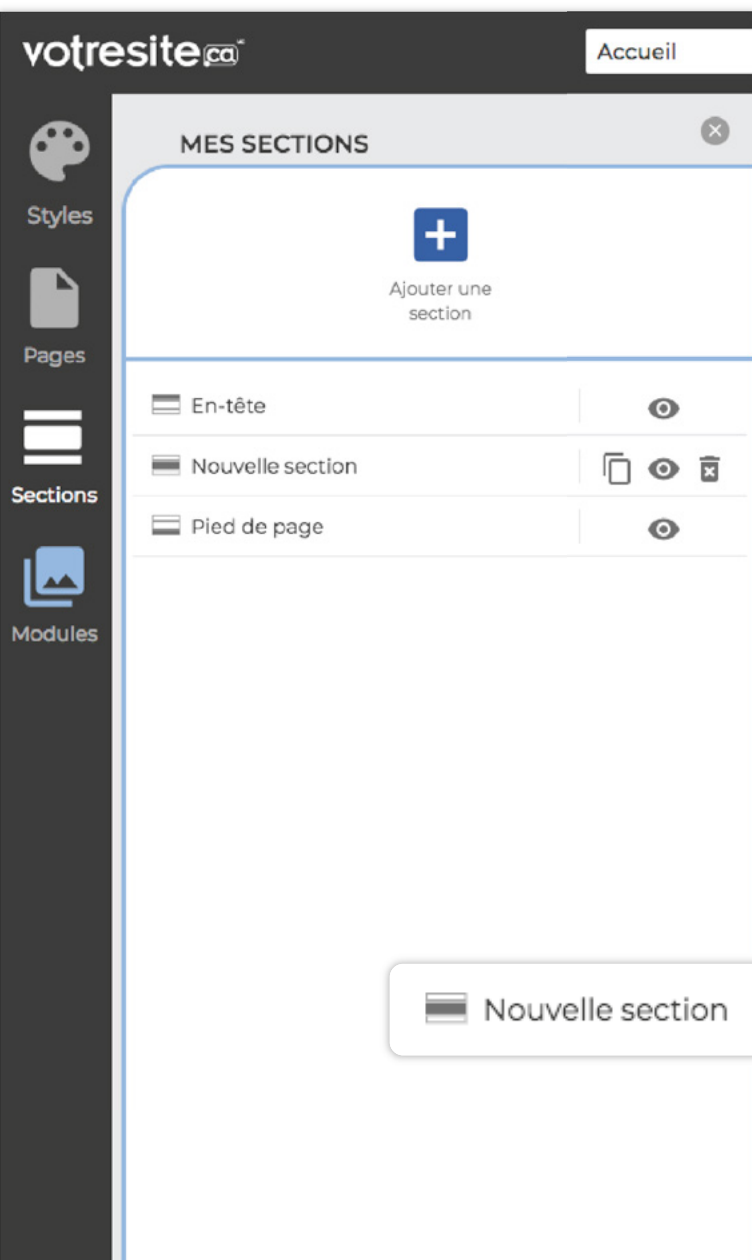 votresite.ca
Accueil
MES SECTIONS
Styles
Ajouter une
section
Pages
En-tête
Nouvelle section
Sections
Pied de page
Modules
Nouvelle section